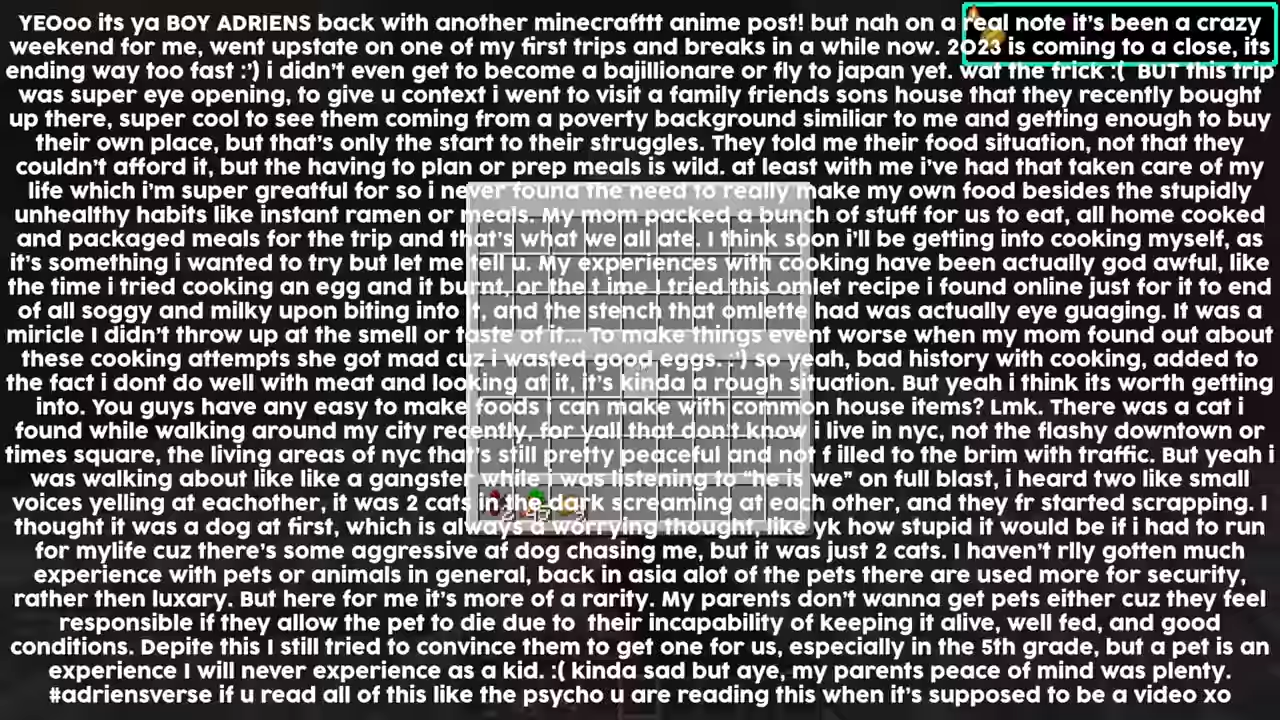 YEOoo its ya BOY ADRIENS back with another minecrafttt anime post! but nah on a real note it's been a crazy
weekend for me, went upstate on one of my first trips and breaks in a while now. 2023 is coming to a close, its
ending way too fast :') i didn't even get to become a bajillionare or fly to japan yet. wat the frick :( BUT this trip
was super eye opening, to give u context i went to visit a family friends sons house that they recently bought
up there, super cool to see them coming from a poverty background similiar to me and getting enough to buy
their own place, but that's only the start to their struggles. They told me their food situation, not that they
couldn't afford it, but the having to plan or prep meals is wild. at least with me i've had that taken care of my
life which i'm super greatful for so i never found the need to really make my own food besides the stupidly
unhealthy habits like instant ramen or meals. My mom packed a bunch of stuff for us to eat, all home cooked
and packaged meals for the trip and that's what we all ate. I think soon i'll be getting into cooking myself, as
it's something i wanted to try but let me tell u. My experiences with cooking have been actually god awful, like
the time i tried cooking an egg and it burnt, or the t ime i tried this omlet recipe i found online just for it to end
of all soggy and milky upon biting into it, and the stench that omlette had was actually eye guaging. It was a
miricle I didn't throw up at the smell or taste of it... To make things event worse when my mom found out about
these cooking attempts she got mad cuz i wasted good eggs. :') so yeah, bad history with cooking, added to
the fact i dont do well with meat and looking at it, it's kinda a rough situation. But yeah i think its worth getting
into. You guys have any easy to make foods i can make with common house items? Lmk. There was a cat i
found while walking around my city recently, for yall that don't know i live in nyc, not the flashy downtown or
times square, the living areas of nyc that's still pretty peaceful and not f illed to the brim with traffic. But yeah i
was walking about like like a gangster while i was listening to "he is we" on full blast, i heard two like small
voices yelling at eachother, it was 2 cats in the dark screaming at each other, and they fr started scrapping. I
thought it was a dog at first, which is always a worrying thought, like yk how stupid it would be if i had to run
for mylife cuz there's some aggressive af dog chasing me, but it was just 2 cats. I haven't rlly gotten much
experience with pets or animals in general, back in asia alot of the pets there are used more for security,
rather then luxary. But here for me it's more of a rarity. My parents don't wanna get pets either cuz they feel
responsible if they allow the pet to die due to their incapability of keeping it alive, well fed, and good
conditions. Depite this I still tried to convince them to get one for us, especially in the 5th grade, but a pet is an
experience I will never experience as a kid. :( kinda sad but aye, my parents peace of mind was plenty.
#adriensverse if u read all of this like the psycho u are reading this when it's supposed to be a video xo